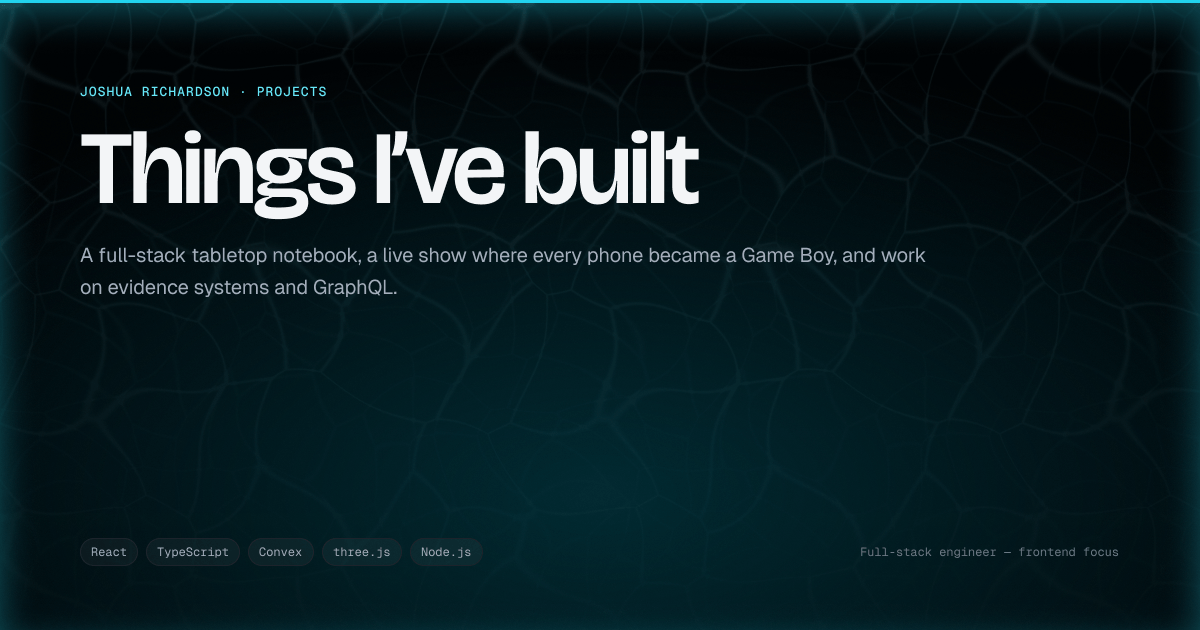 JOSHUA RICHARDSON · PROJECTS
Things I’ve built
A full-stack tabletop notebook, a live show where every phone became a Game Boy, and work
on evidence systems and GraphQL.
React TypeScript Convex three.js Node.js
Full-stack engineer — frontend focus